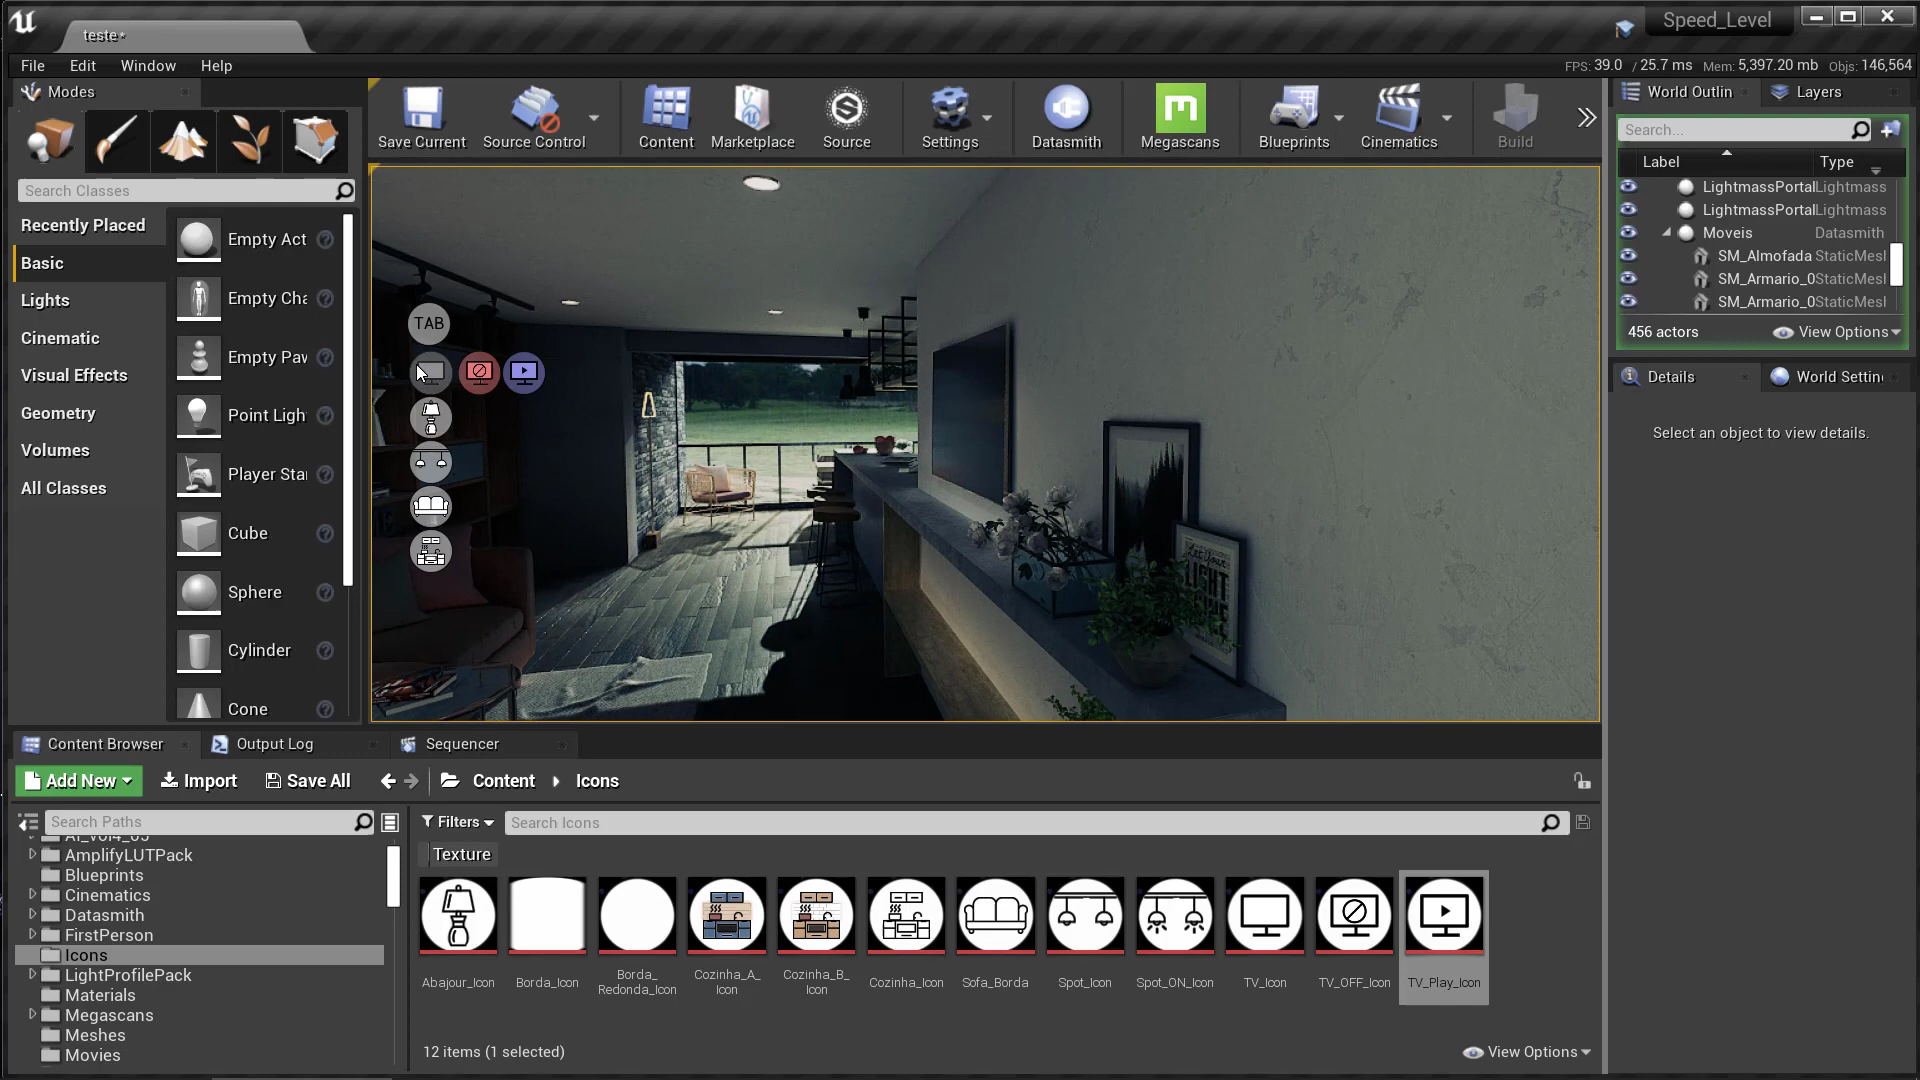 teste*
Speed_Level
File Edit Window Help
FPS: 39.0 / 25.7 ms Mem: 5,397.20 mb Objs: 146,564
Modes
Save Current
Source Control
Content
Marketplace
Source
Settings
Datasmith
Megascans
Blueprints
Cinematics
Build
World Outlin
Layers
Search...
Label Type
LightmassPortal Lightmass
LightmassPortal Lightmass
Moveis Datasmith
SM_Almofada StaticMesl
SM_Armario_0 StaticMesl
SM_Armario_0 StaticMesl
456 actors View Options
Details
World Settin
Select an object to view details.
Search Classes
Recently Placed
Basic
Lights
Cinematic
Visual Effects
Geometry
Volumes
All Classes
Empty Act
Empty Cha
Empty Paw
Point Ligh
Player Star
Cube
Sphere
Cylinder
Cone
TAB
LIGHT
Content Browser
Output Log
Sequencer
Add New
Import
Save All
Content
Icons
Search Paths
Filters
Search Icons
Texture
AmplifyLUTPack
Blueprints
Cinematics
Datasmith
FirstPerson
Icons
LightProfilePack
Materials
Megascans
Meshes
Movies
Abajour_Icon
Borda_Icon
Borda_
Redonda_Icon
Cozinha_A_
Icon
Cozinha_B_
Icon
Cozinha_Icon
Sofa_Borda
Spot_Icon
Spot_ON_Icon
TV_Icon
TV_OFF_Icon
TV_Play_Icon
12 items (1 selected)
View Options